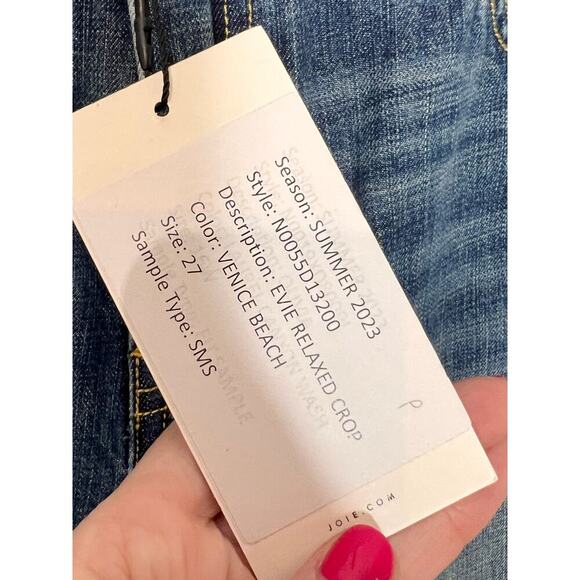 Season: SUMMER 2023
Style: N0055D13200
Description: EVIE RELAXED CROP
Color: VENICE BEACH
Size: 27
Sample Type: SMS
P
JOIE.COM